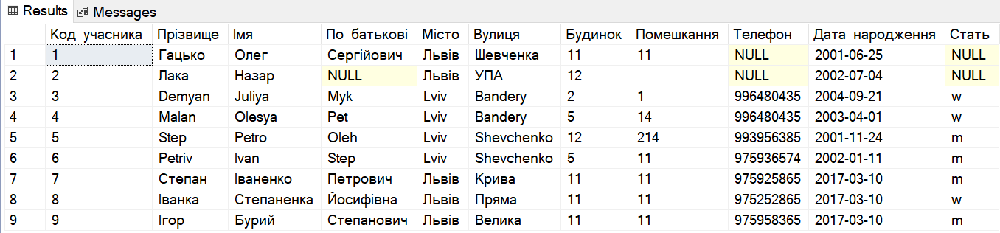 Results Messages
Код_учасника Прізвище Імя По_батькові Місто Вулиця Будинок Помешкання Телефон Дата_народження Стать
1 1 Гацько Олег Сергійович Львів Шевченка 11 11 NULL 2001-06-25 NULL
2 2 Лака Назар NULL Львів УПА 12 NULL 2002-07-04 NULL
3 3 Demyan Juliya Myk Lviv Bandery 2 1 996480435 2004-09-21 w
4 4 Malan Olesya Pet Lviv Bandery 5 14 996480435 2003-04-01 w
5 5 Step Petro Oleh Lviv Shevchenko 12 214 993956385 2001-11-24 m
6 6 Petriv Ivan Step Lviv Shevchenko 5 11 975936574 2002-01-11 m
7 7 Степан Іваненко Петрович Львів Крива 11 11 975925865 2017-03-10 m
8 8 Іванка Степаненка Йосифівна Львів Пряма 11 11 975252865 2017-03-10 w
9 9 Ігор Бурий Степанович Львів Велика 11 11 975958365 2017-03-10 m